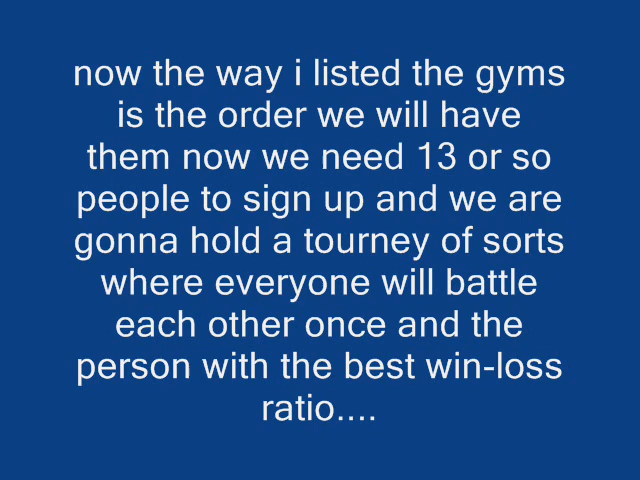 now the way i listed the gyms
is the order we will have
them now we need 13 or so
people to sign up and we are
gonna hold a tourney of sorts
where everyone will battle
each other once and the
person with the best win-loss
ratio....